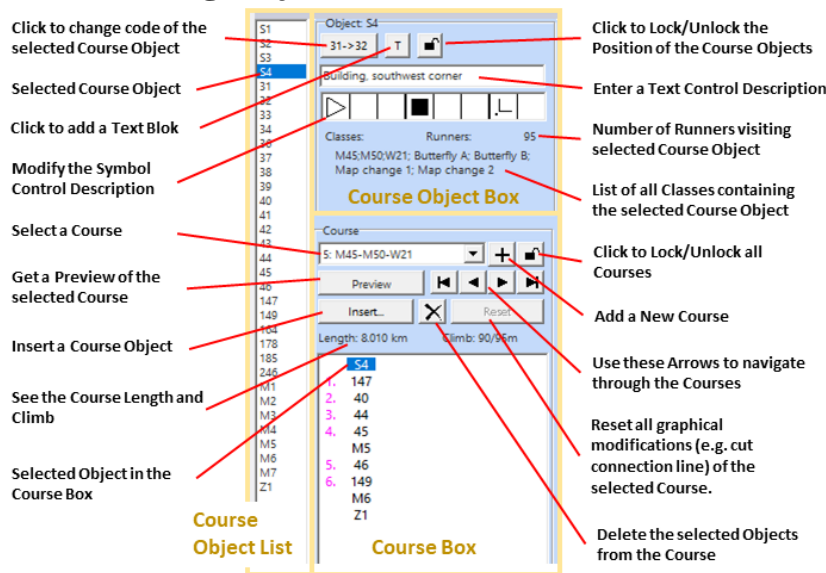 Click to change code of the
selected Course Object
Selected Course Object
Click to add a Text Blok
Modify the Symbol
Control Description
Select a Course
Get a Preview of the
selected Course
Insert a Course Object
See the Course Length and
Climb
Selected Object in the
Course Box
S1
S2
S3
S4
31
32
33
34
36
37
38
39
40
41
42
43
44
45
46
147
149
164
178
185
246
M1
M2
M3
M4
M5
M6
M7
Z1
Course
Object List
Object: S4
31->32
T
Building, southwest corner
Classes:
Runners:
95
M45;M50;W21; Butterfly A; Butterfly B;
Map change 1; Map change 2
Course Object Box
Course
5: M45-M50-W21
Preview
Insert...
Reset
Length: 8.010 km
Climb: 90/95m
S4
1. 147
2. 40
3. 44
4. 45
M5
5. 46
6. 149
M6
Z1
Course Box
Click to Lock/Unlock the
Position of the Course Objects
Enter a Text Control Description
Number of Runners visiting
selected Course Object
List of all Classes containing
the selected Course Object
Click to Lock/Unlock all
Courses
Add a New Course
Use these Arrows to navigate
through the Courses
Reset all graphical
modifications (e.g. cut
connection line) of the
selected Course.
Delete the selected Objects
from the Course